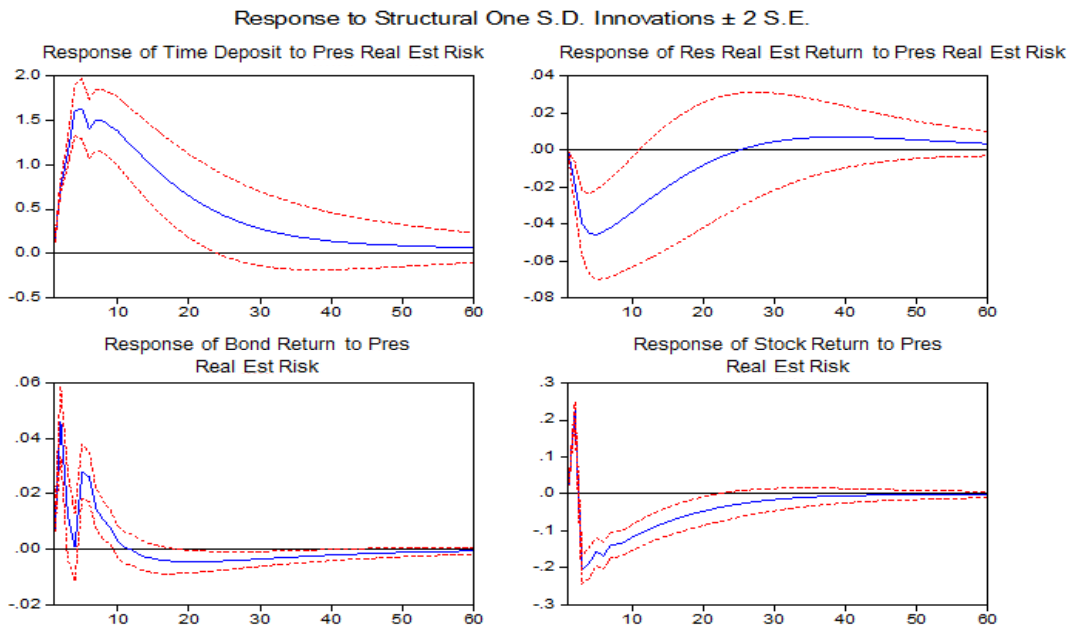 Response to Structural One S.D. Innovations ± 2 S.E.
Response of Time Deposit to Pres Real Est Risk
2.0
1.5
1.0
0.5
0.0
-0.5
10 20 30 40 50 60
Response of Res Real Est Return to Pres Real Est Risk
.04
.02
.00
-.02
-.04
-.06
-.08
10 20 30 40 50 60
Response of Bond Return to Pres
Real Est Risk
.06
.04
.02
.00
-.02
10 20 30 40 50 60
Response of Stock Return to Pres
Real Est Risk
.3
.2
.1
.0
-.1
-.2
-.3
10 20 30 40 50 60